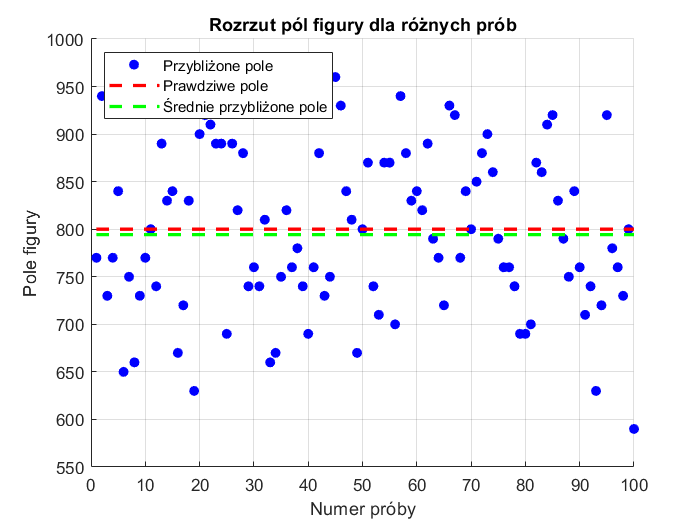 Rozrzut pól figury dla różnych prób
1000
950
900
850
800
750
700
650
600
550
Pole figury
Przybliżone pole
Prawdziwe pole
Średnie przybliżone pole
0 10 20 30 40 50 60 70 80 90 100
Numer próby